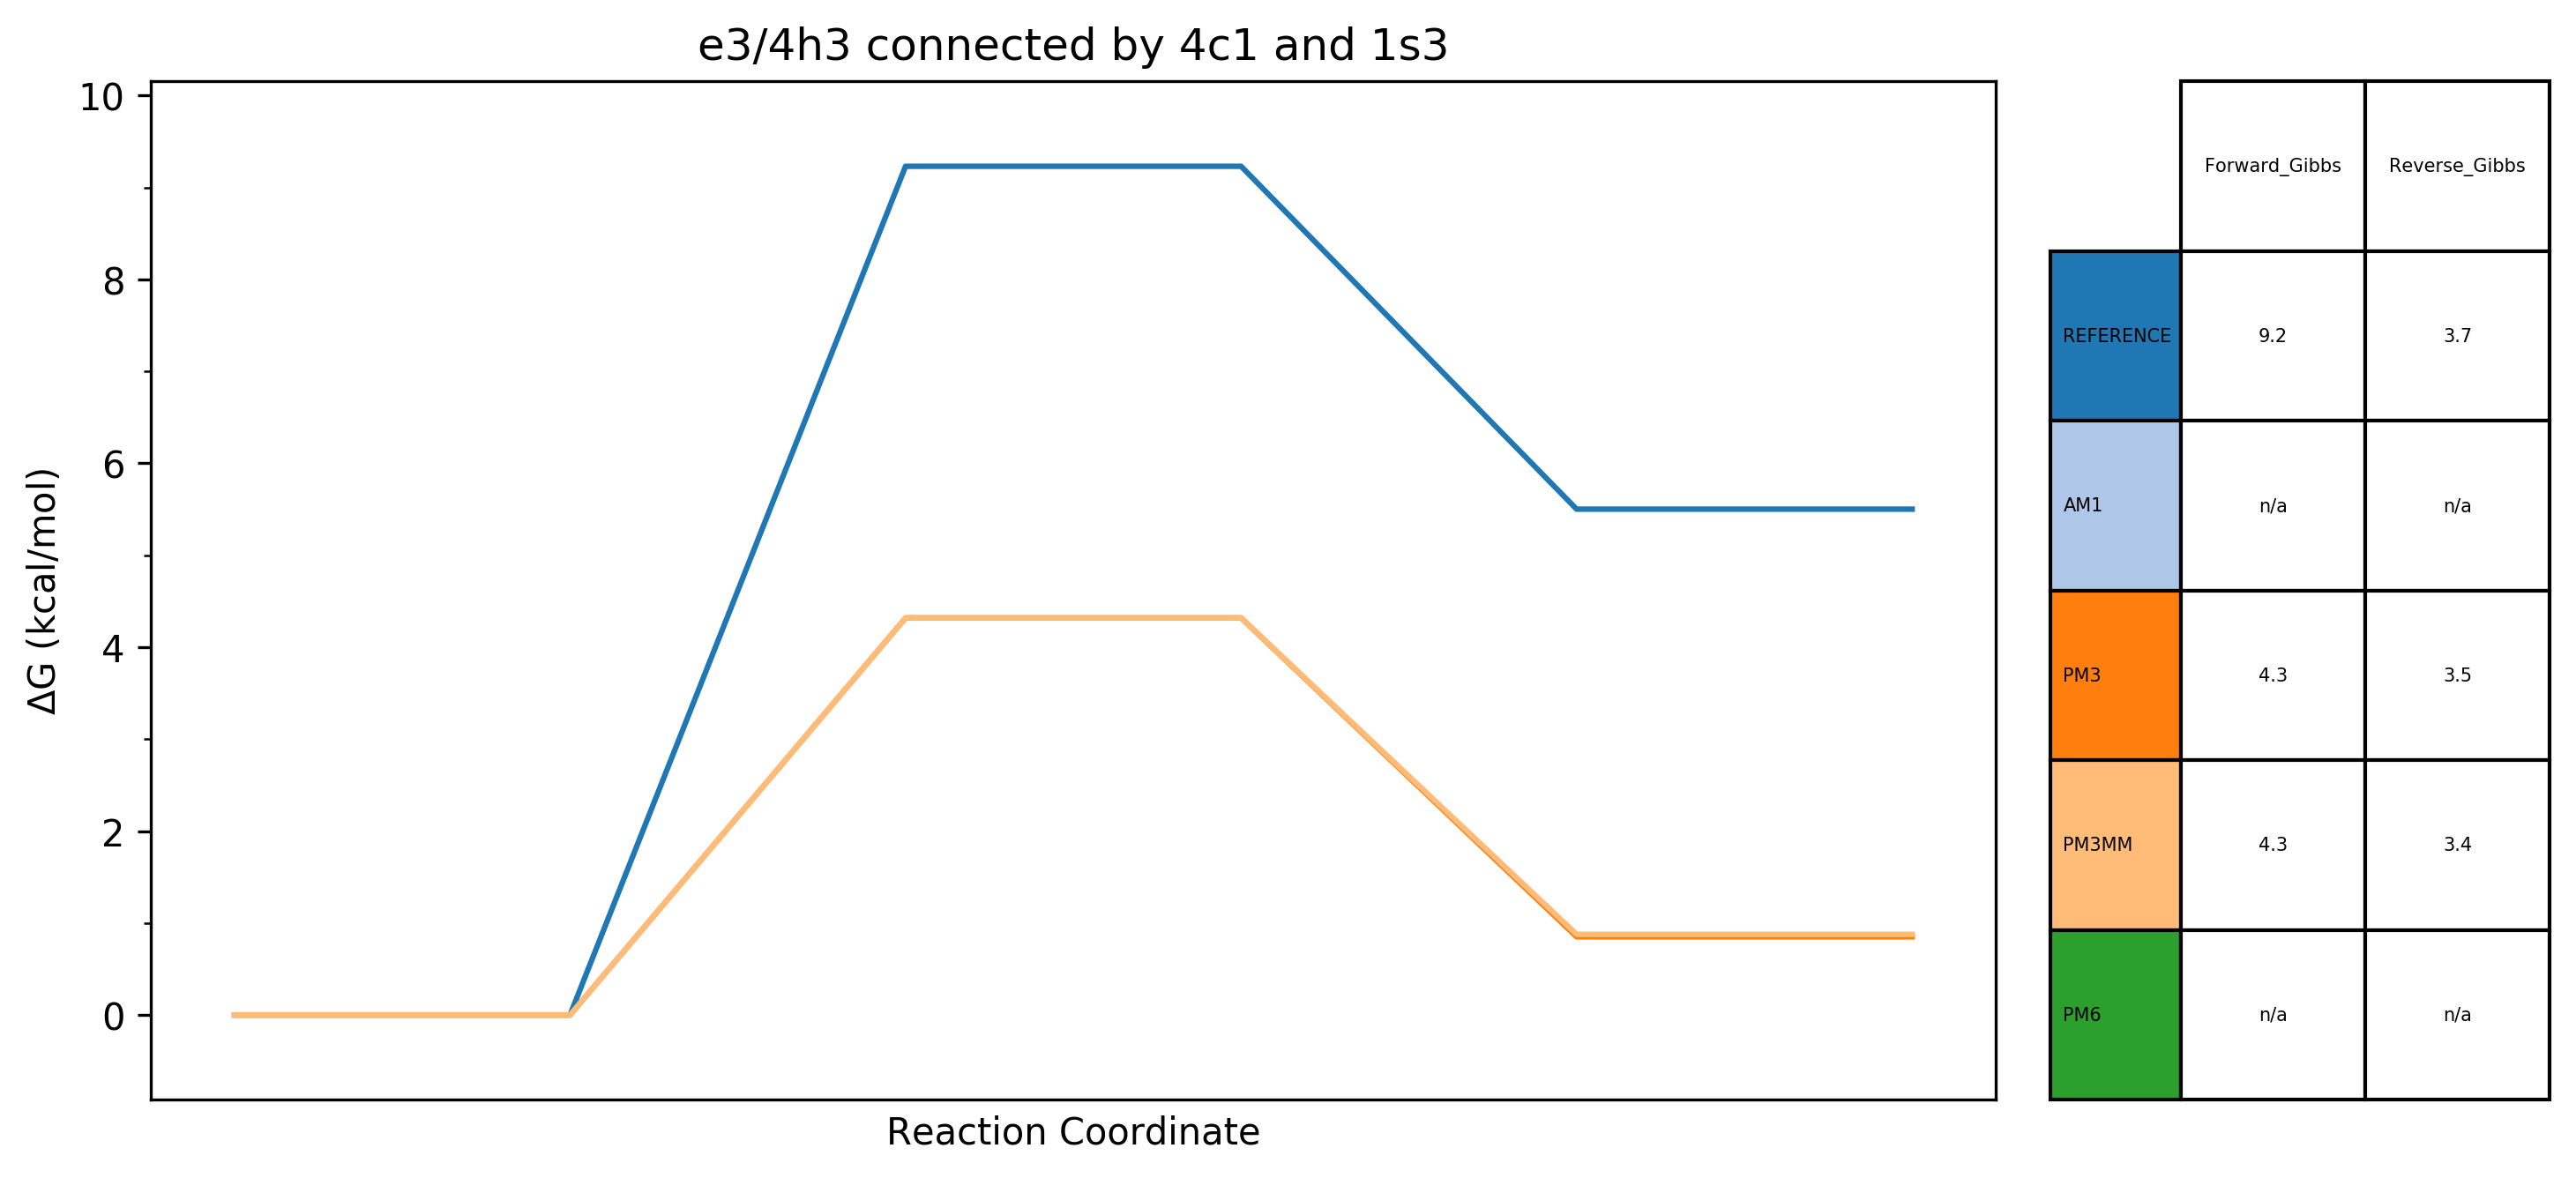 e3/4h3 connected by 4c1 and 1s3
10
8
6
4
2
0
ΔG (kcal/mol)
Reaction Coordinate
Forward_Gibbs Reverse_Gibbs
REFERENCE 9.2 3.7
AM1 n/a n/a
PM3 4.3 3.5
PM3MM 4.3 3.4
PM6 n/a n/a